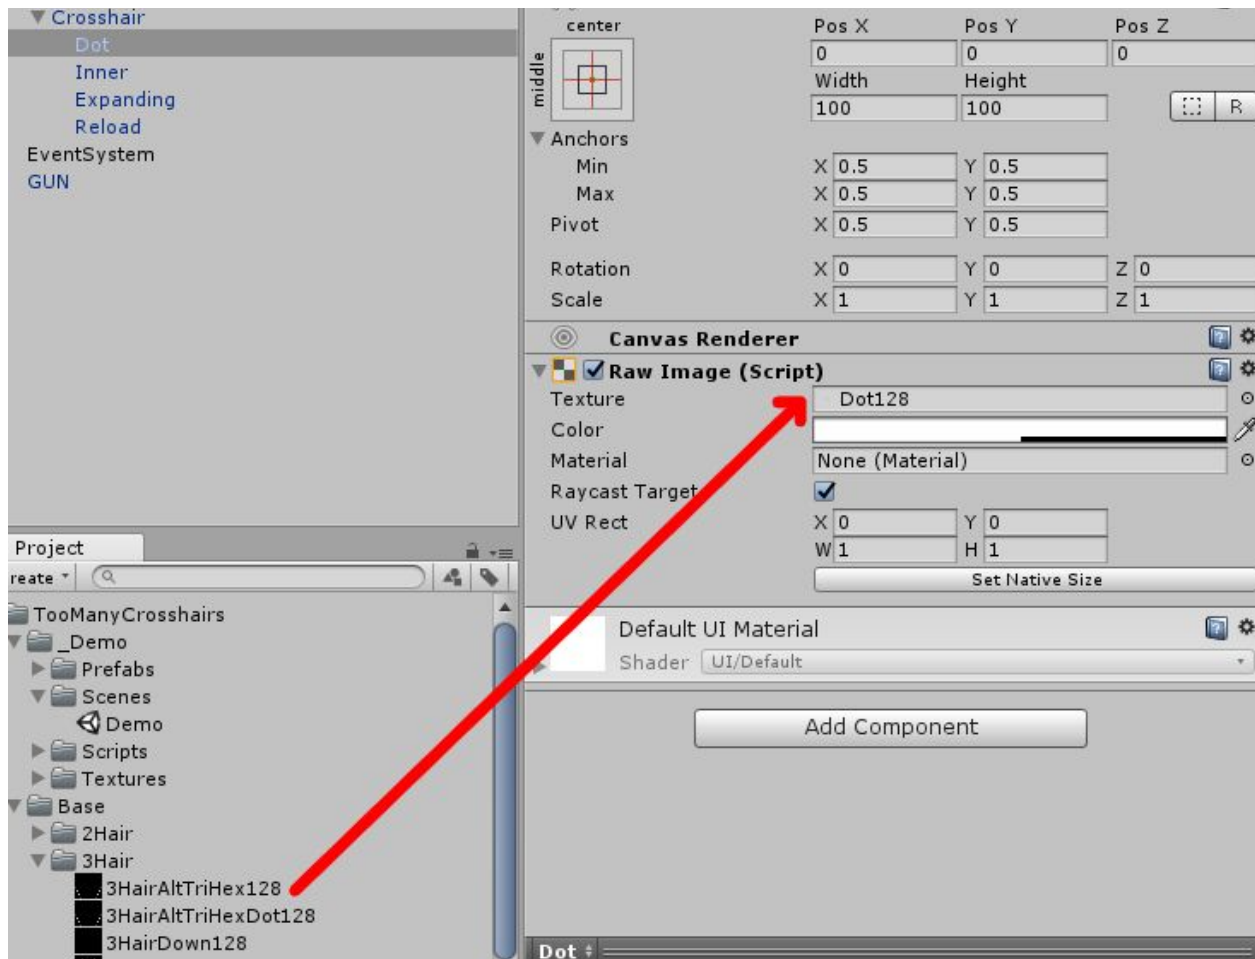 Crosshair
Dot
Inner
Expanding
Reload
EventSystem
GUN
center
middle
Pos X Pos Y Pos Z
0 0 0
Width Height
100 100
R
Anchors
Min X 0.5 Y 0.5
Max X 0.5 Y 0.5
Pivot X 0.5 Y 0.5
Rotation X 0 Y 0 Z 0
Scale X 1 Y 1 Z 1
Canvas Renderer
Raw Image (Script)
Texture Dot128
Color
Material None (Material)
Raycast Target
UV Rect X 0 Y 0
W 1 H 1
Set Native Size
Default UI Material
Shader UI/Default
Add Component
Dot
Project
reate
TooManyCrosshairs
_Demo
Prefabs
Scenes
Demo
Scripts
Textures
Base
2Hair
3Hair
3HairAltTriHex128
3HairAltTriHexDot128
3HairDown128